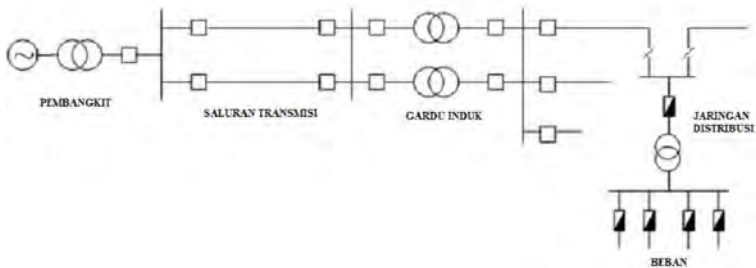 PEMBANGKIT
SALURAN TRANSMISI
GARDU INDUK
JARINGAN
DISTRIBUSI
BEBAN